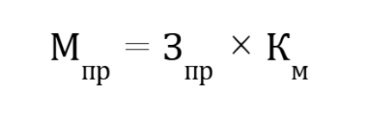 Мпр = Зпр × Км